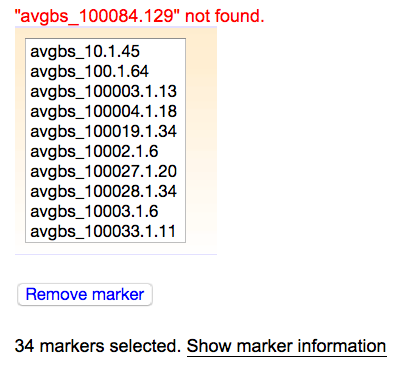 "avgbs_100084.129" not found.
avgbs_10.1.45
avgbs_100.1.64
avgbs_100003.1.13
avgbs_100004.1.18
avgbs_100019.1.34
avgbs_10002.1.6
avgbs_100027.1.20
avgbs_100028.1.34
avgbs_10003.1.6
avgbs_100033.1.11
Remove marker
34 markers selected. Show marker information